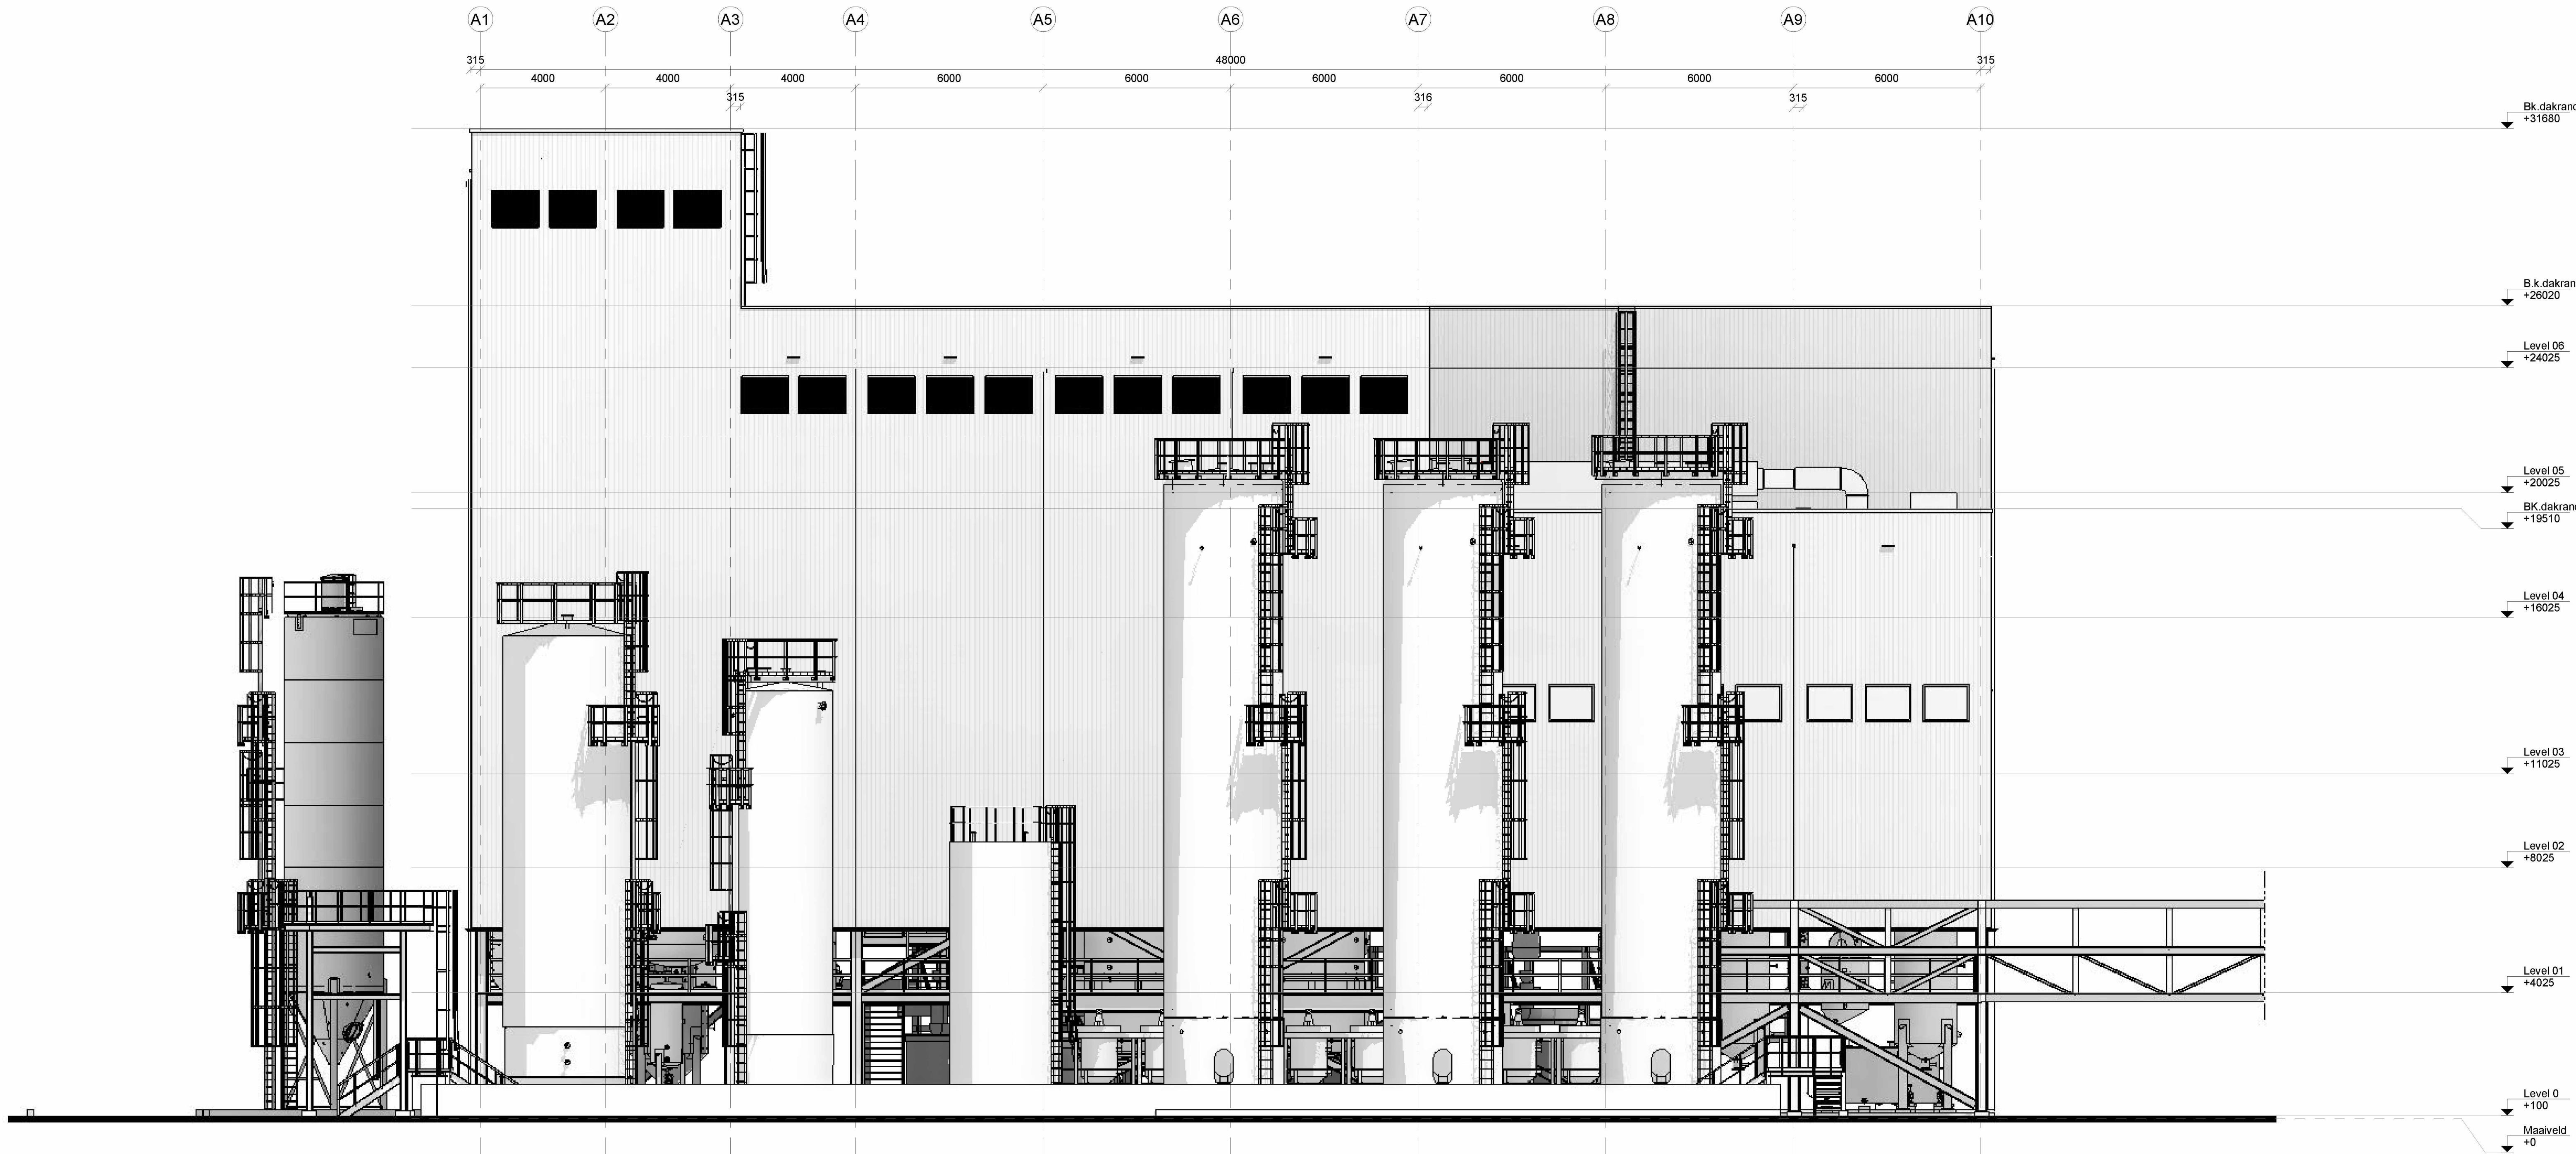 A1 A2 A3 A4 A5 A6 A7 A8 A9 A10
315 48000 315
4000 4000 4000 6000 6000 6000 6000 6000 6000
315 316 315
Bk.dakrand
+31680
B.k.dakran
+26020
Level 06
+24025
Level 05
+20025
BK.dakrand
+19510
Level 04
+16025
Level 03
+11025
Level 02
+8025
Level 01
+4025
Level 0
+100
Maaiveld
+0